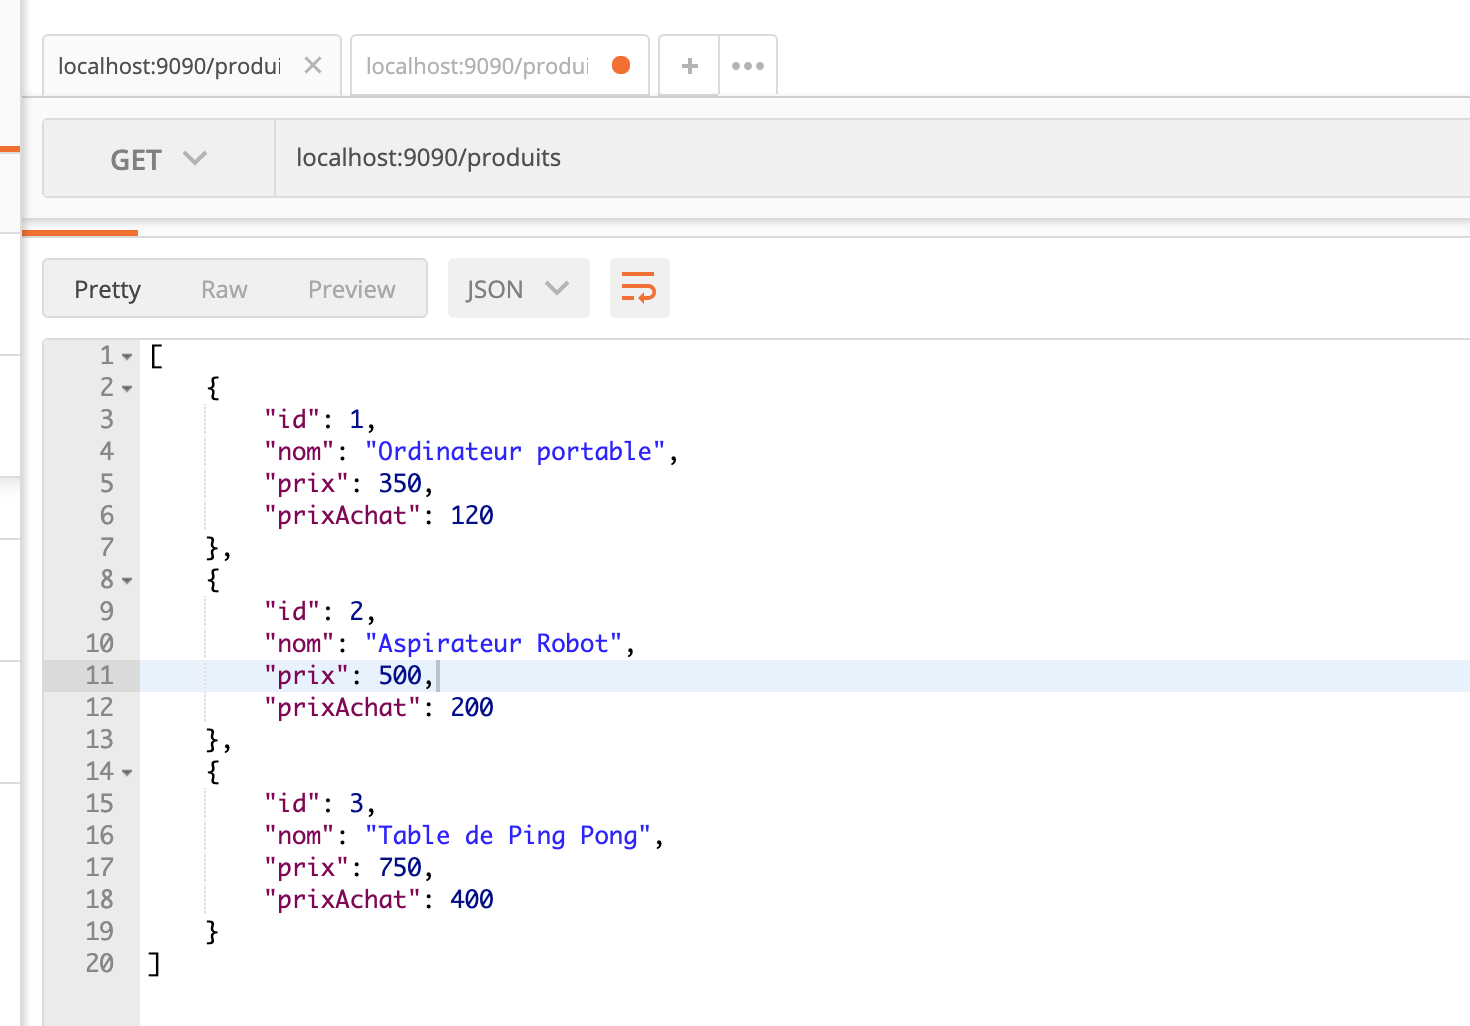 localhost:9090/produi
localhost:9090/produi
GET localhost:9090/produits
Pretty Raw Preview JSON
1 [
2 {
3 "id": 1,
4 "nom": "Ordinateur portable",
5 "prix": 350,
6 "prixAchat": 120
7 },
8 {
9 "id": 2,
10 "nom": "Aspirateur Robot",
11 "prix": 500,
12 "prixAchat": 200
13 },
14 {
15 "id": 3,
16 "nom": "Table de Ping Pong",
17 "prix": 750,
18 "prixAchat": 400
19 }
20 ]